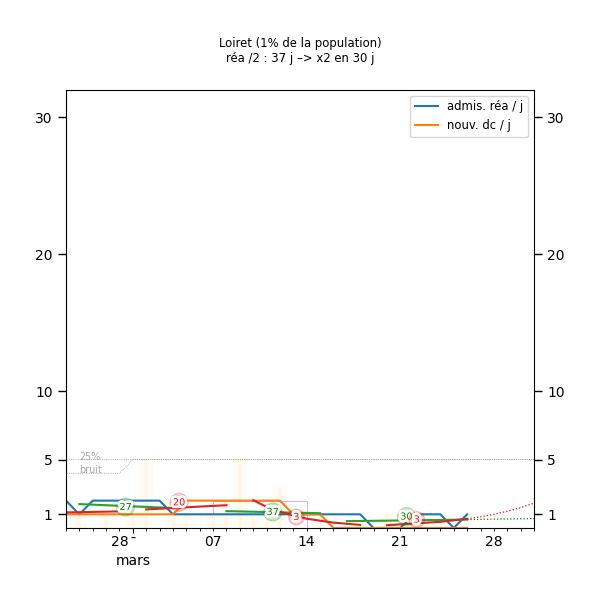 Loiret (1% de la population)
réa /2 : 37 j –> x2 en 30 j
admis. réa / j
nouv. dc / j
30 30
20 20
10 10
5 5
25%
bruit
1 1
27 20 37 3 30 3
28 07 14 21 28
mars